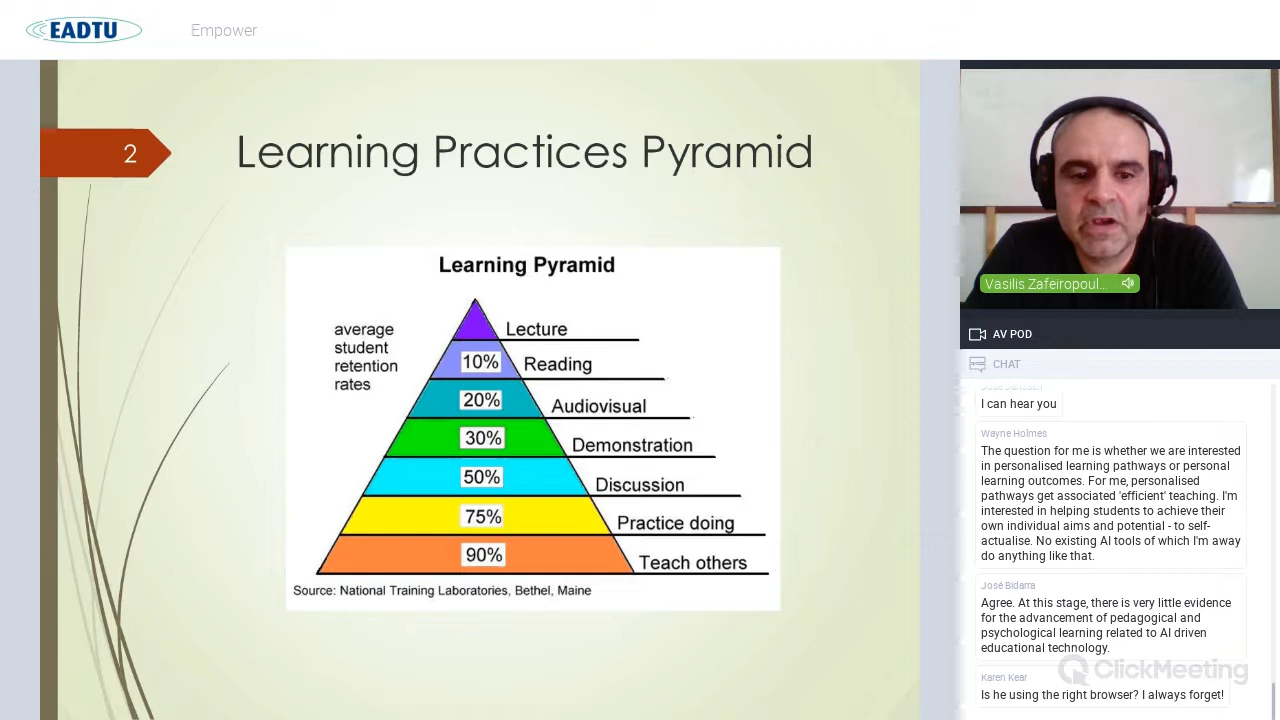 EADTU
Empower
2
Learning Practices Pyramid
Learning Pyramid
average
student
retention
rates
Lecture
10%
Reading
20%
Audiovisual
30%
Demonstration
50%
Discussion
75%
Practice doing
90%
Teach others
Source: National Training Laboratories, Bethel, Maine
Vasilis Zafeiropoul...
AV POD
CHAT
I can hear you
Wayne Holmes
The question for me is whether we are interested
in personalised learning pathways or personal
learning outcomes. For me, personalised
pathways get associated 'efficient' teaching. I'm
interested in helping students to achieve their
own individual aims and potential - to self-
actualise. No existing AI tools of which I'm away
do anything like that.
José Bidarra
Agree. At this stage, there is very little evidence
for the advancement of pedagogical and
psychological learning related to AI driven
educational technology.
ClickMeeting
Karen Kear
Is he using the right browser? I always forget!